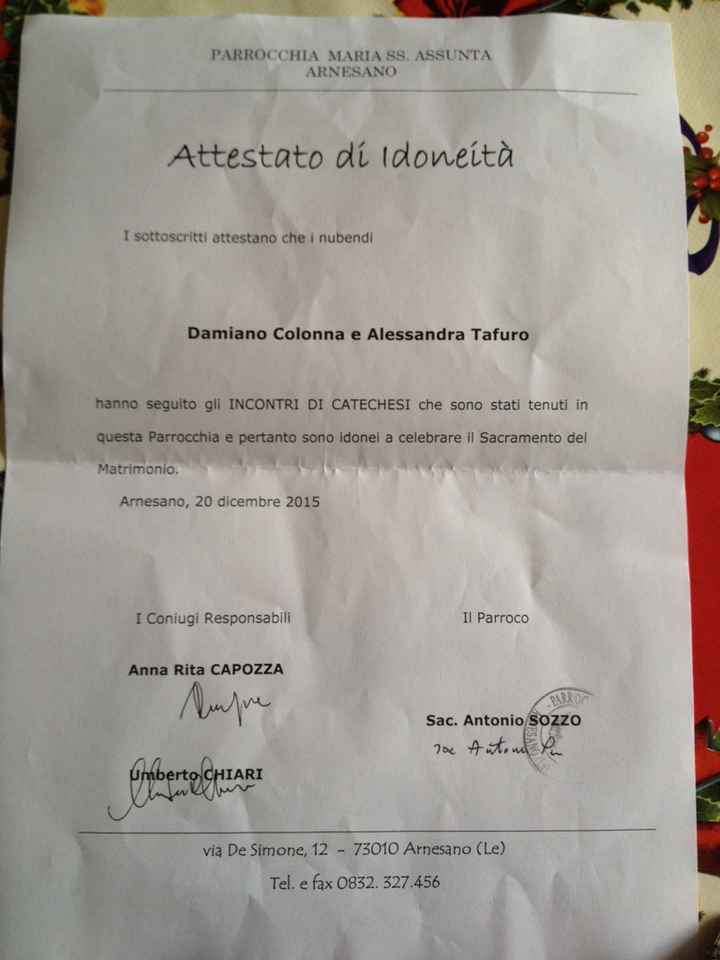 PARROCCHIA MARIA SS. ASSUNTA
ARNESANO
Attestato di Idoneità
I sottoscritti attestano che i nubendi
Damiano Colonna e Alessandra Tafuro
hanno seguito gli INCONTRI DI CATECHESI che sono stati tenuti in
questa Parrocchia e pertanto sono idonei a celebrare il Sacramento del
Matrimonio.
Arnesano, 20 dicembre 2015
I Coniugi Responsabili
Il Parroco
Anna Rita CAPOZZA
Sac. Antonio SOZZO
Umberto CHIARI
via De Simone, 12 – 73010 Arnesano (Le)
Tel. e fax 0832. 327.456